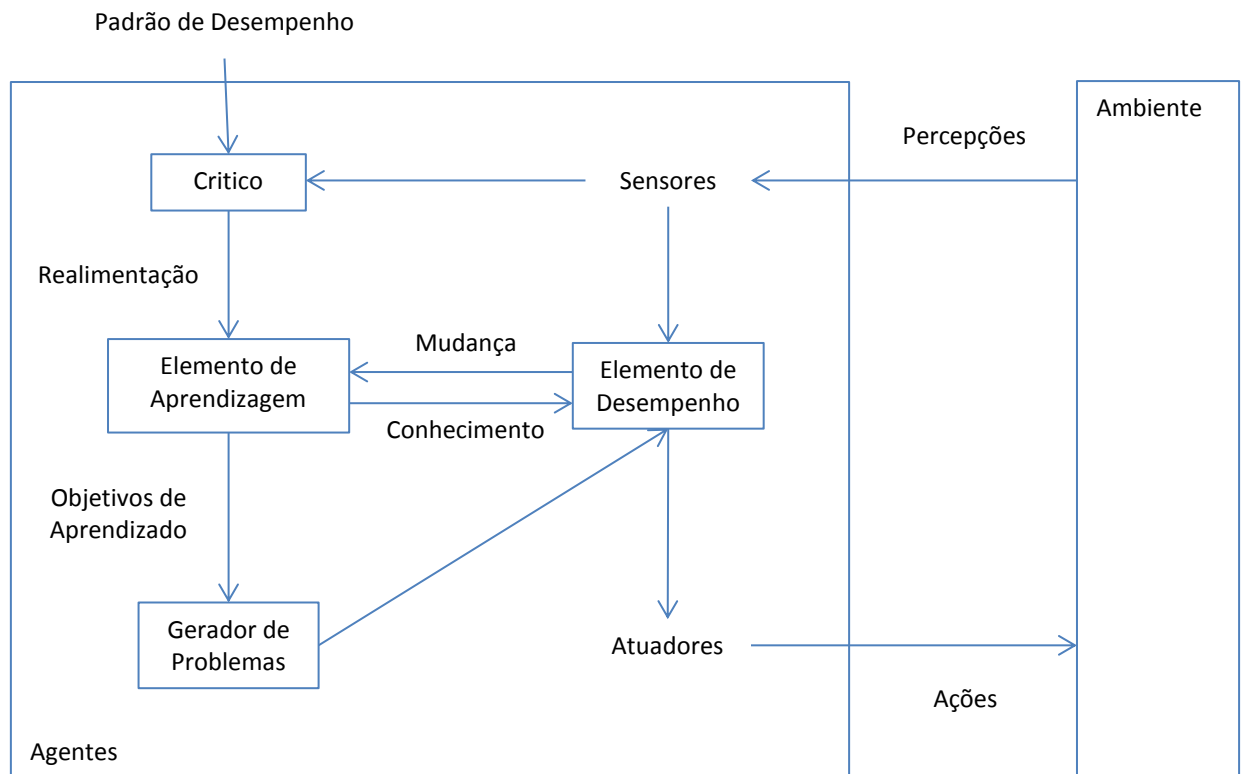 Padrão de Desempenho
Ambiente
Percepções
Critico
Sensores
Realimentação
Mudança
Elemento de
Aprendizagem
Elemento de
Desempenho
Conhecimento
Objetivos de
Aprendizado
Gerador de
Problemas
Atuadores
Ações
Agentes